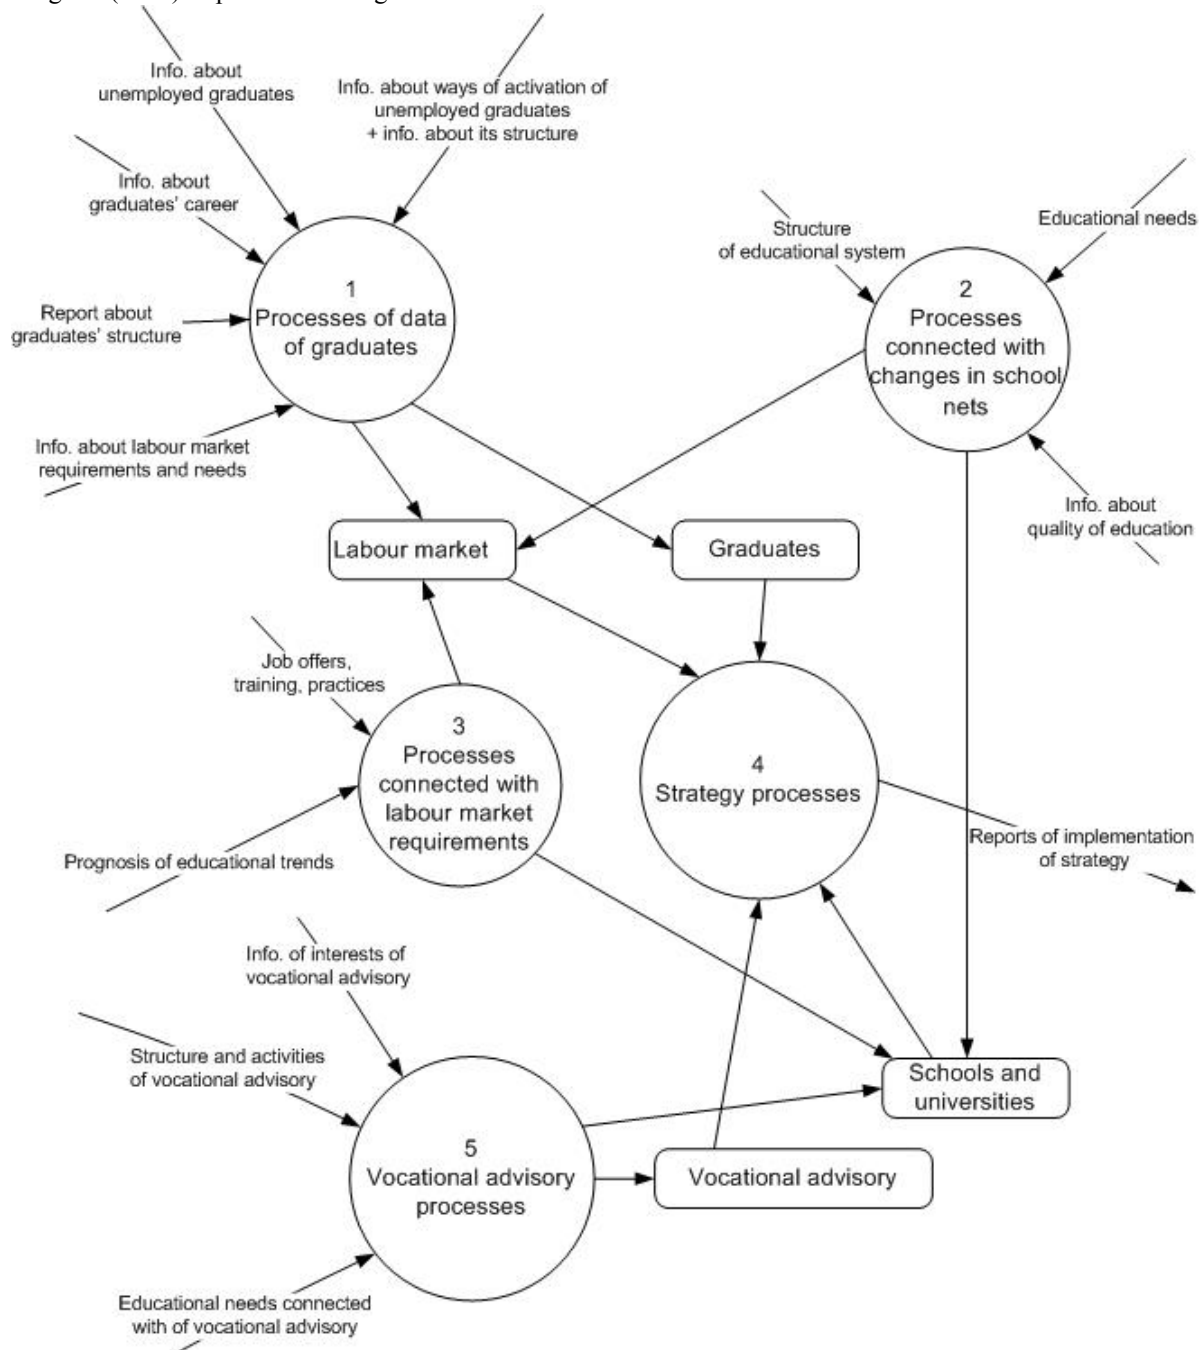 Info. about
unemployed graduates
Info. about ways of activation of
unemployed graduates
+ info. about its structure
Info. about
graduates' career
Structure
of educational system
Educational needs
Report about
graduates' structure
1
Processes of data
of graduates
2
Processes
connected with
changes in school
nets
Info. about labour market
requirements and needs
Info. about
quality of education
Labour market
Graduates
Job offers,
training, practices
3
Processes
connected with
labour market
requirements
4
Strategy processes
Prognosis of educational trends
Reports of implementation
of strategy
Info. of interests of
vocational advisory
Structure and activities
of vocational advisory
Schools and
universities
5
Vocational advisory
processes
Vocational advisory
Educational needs connected
with of vocational advisory